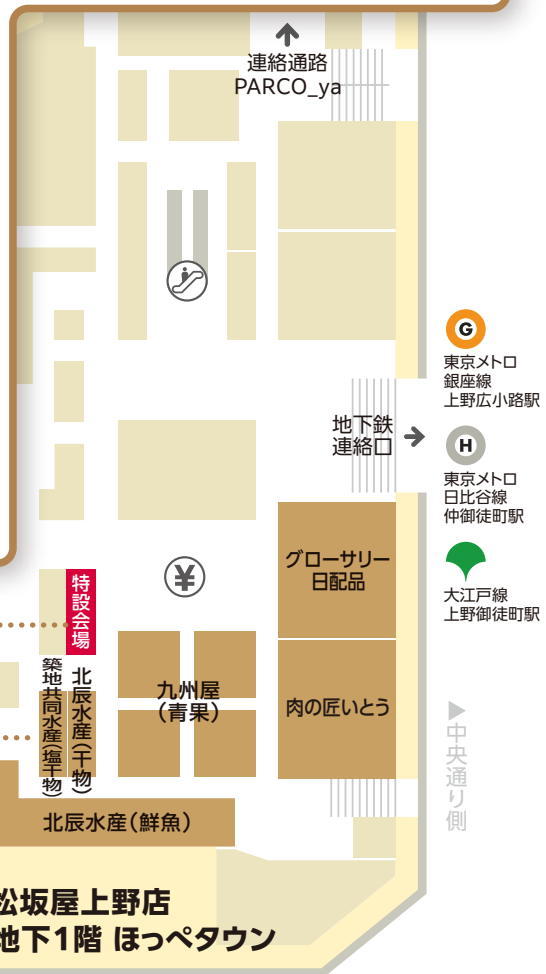 連絡通路
PARCO_ya
G
東京メトロ
銀座線
上野広小路駅
地下鉄
連絡口
H
東京メトロ
日比谷線
仲御徒町駅
大江戸線
上野御徒町駅
グローサリー
日配品
¥
特設会場
築地共同水産(塩干物)
北辰水産(干物)
九州屋
(青果)
肉の匠いとう
▶中央通り側
北辰水産(鮮魚)
松坂屋上野店
地下1階 ほっぺタウン